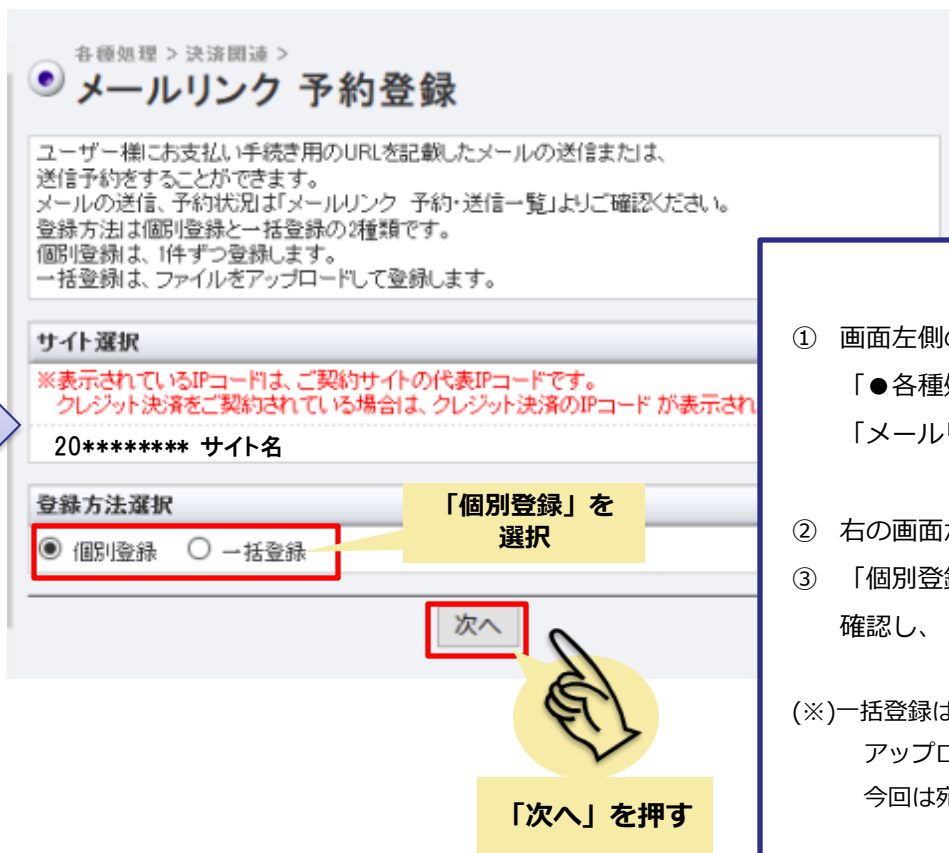 各種処理 > 決済関連 >
メールリンク 予約登録
ユーザー様にお支払い手続き用のURLを記載したメールの送信または、
送信予約をすることができます。
メールの送信、予約状況は「メールリンク 予約・送信一覧」よりご確認ください。
登録方法は個別登録と一括登録の2種類です。
個別登録は、1件ずつ登録します。
一括登録は、ファイルをアップロードして登録します。
サイト選択
※表示されているIPコードは、ご契約サイトの代表IPコードです。
クレジット決済をご契約されている場合は、クレジット決済のIPコード が表示され
20******** サイト名
登録方法選択
個別登録 一括登録
「個別登録」を
選択
次へ
「次へ」を押す
① 画面左側
「●各種
「メール
② 右の画面
③ 「個別登
確認し、
(※)一括登録は
アップロ
今回は宛